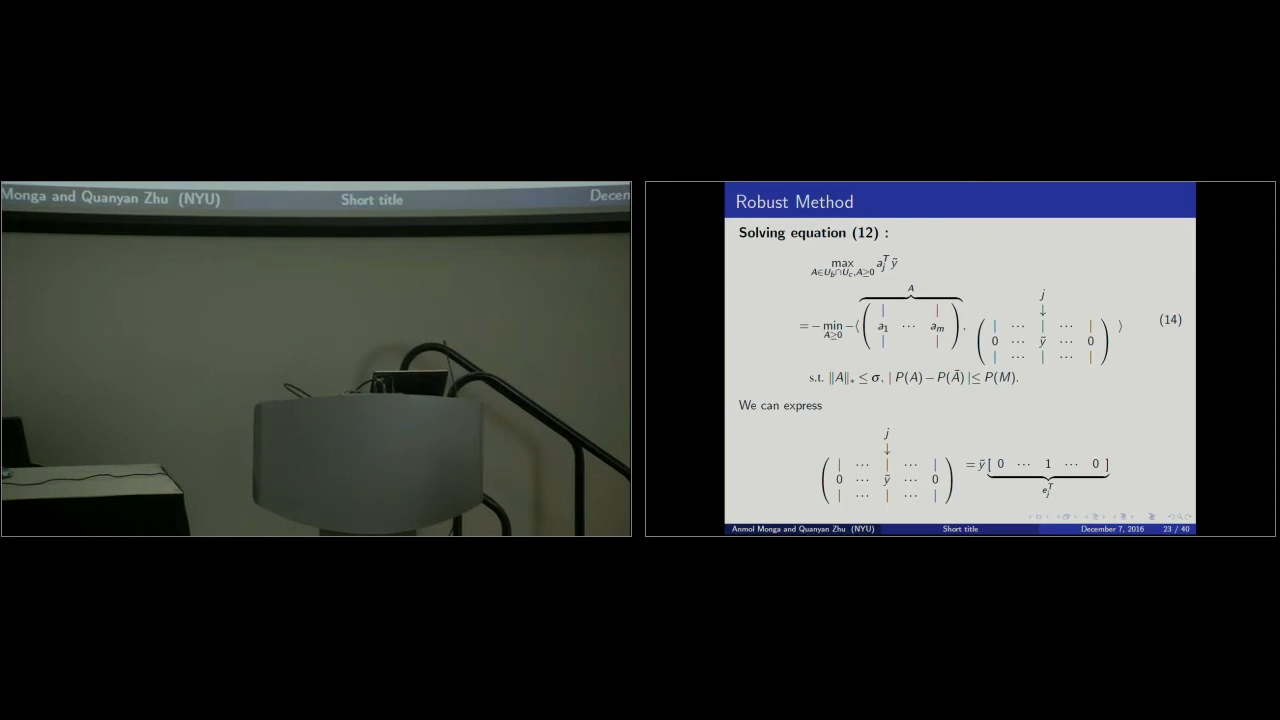 Monga and Quanyan Zhu (NYU) Short title Decen
Robust Method
Solving equation (12) :
max a_j^T ỹ
A∈U_b∩U_c,A≥0
A
j
↓
= − min −⟨( | | a_1 ⋯ a_m | | ), ( | ⋯ | ⋯ | 0 ⋯ ỹ ⋯ 0 | ⋯ | ⋯ | )⟩ (14)
A≥0
s.t. ‖A‖_* ≤ σ, | P(A) − P(Ā) |≤ P(M).
We can express
j
↓
( | ⋯ | ⋯ | 0 ⋯ ỹ ⋯ 0 | ⋯ | ⋯ | ) = ỹ [ 0 ⋯ 1 ⋯ 0 ]
e_j^T
Anmol Monga and Quanyan Zhu (NYU) Short title December 7, 2016 23 / 40